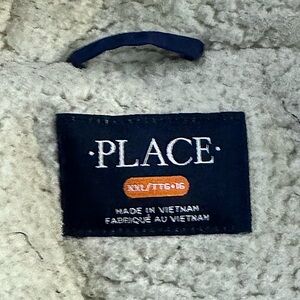 ·PLACE·
XXL/TTG•16
MADE IN VIETNAM
FABRIQUÉ AU VIETNAM